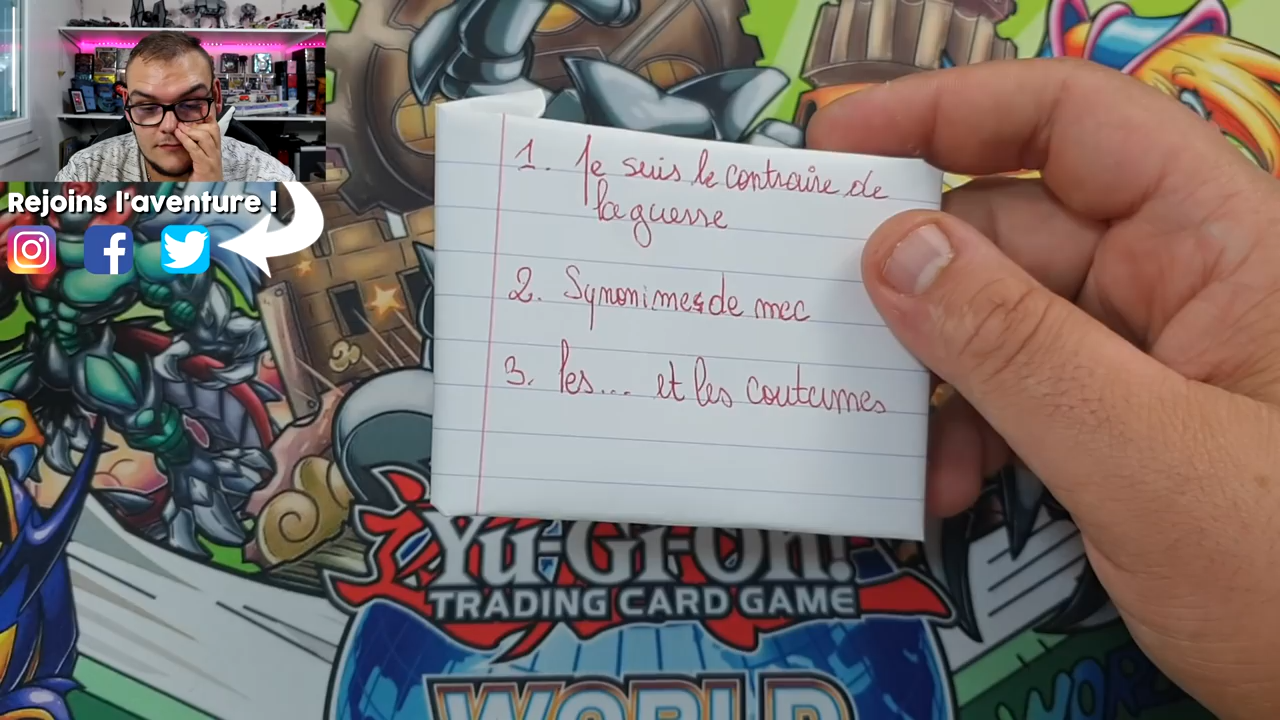 Rejoins l'aventure !
1. Je suis le contraire de
la guerre
2. Synonimes de mec
3. les... et les coutumes
Yu-Gi-Oh!
TRADING CARD GAME
WORLD